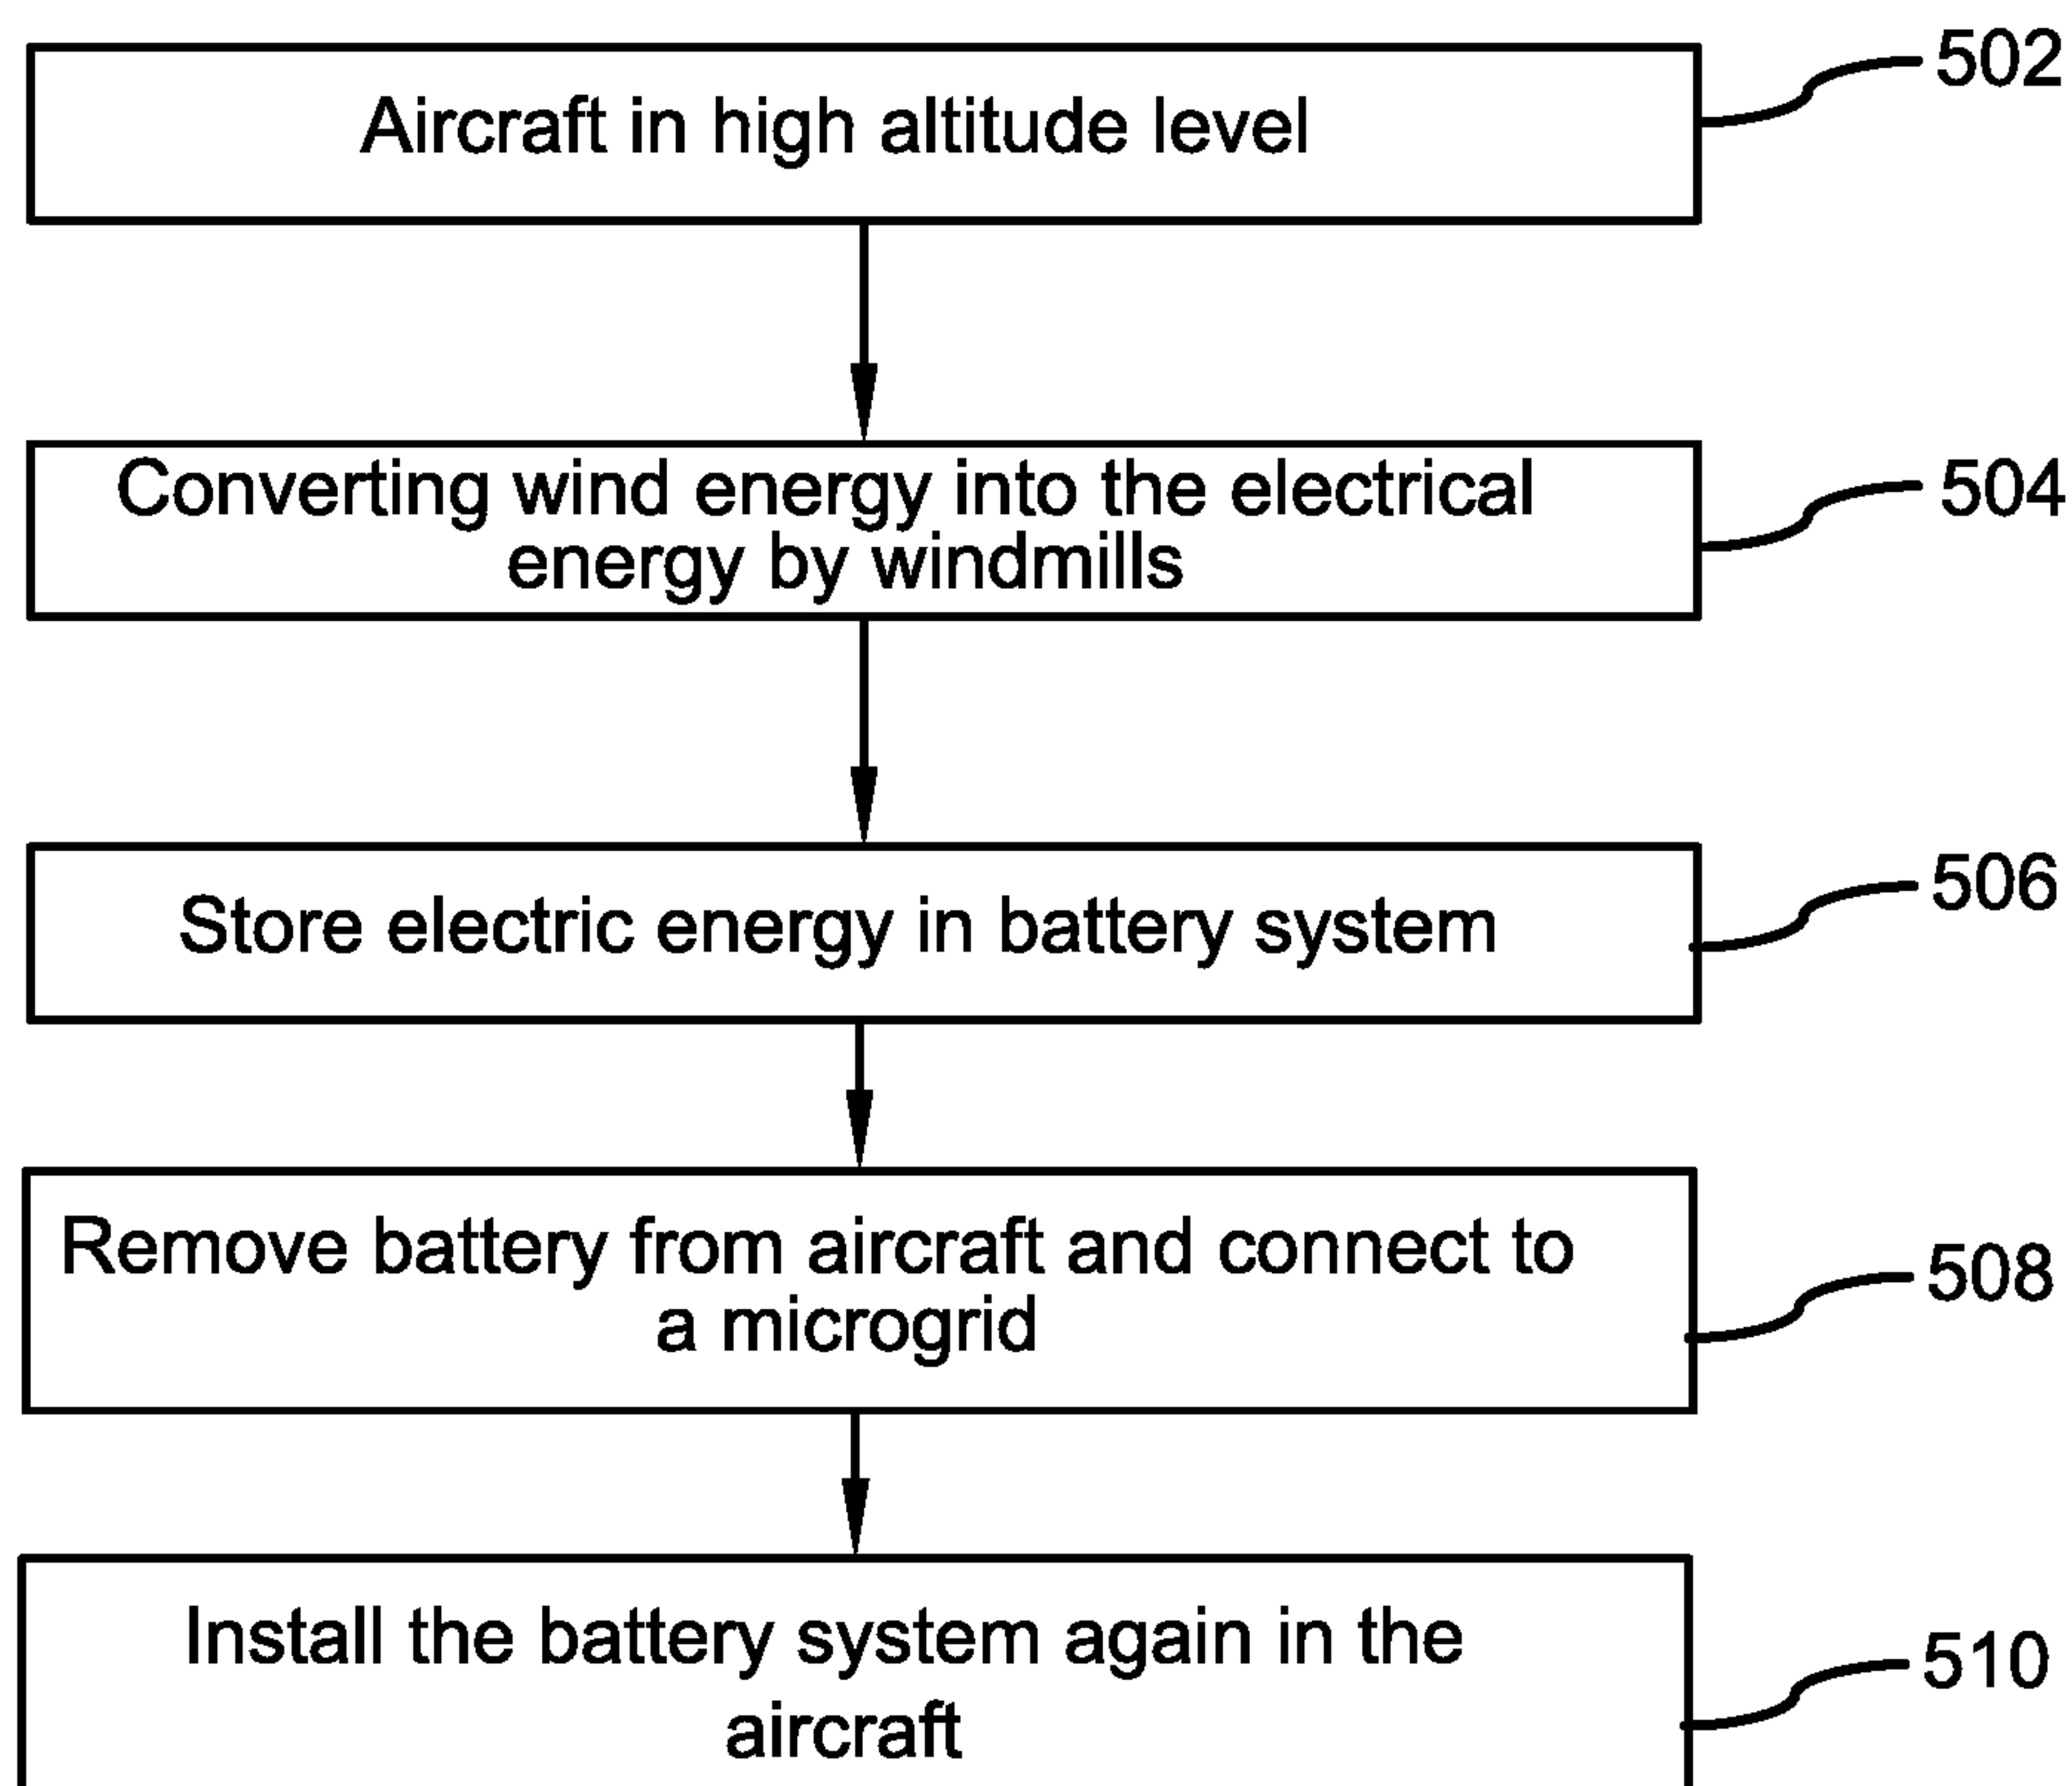 502
Aircraft in high altitude level
Converting wind energy into the electrical
energy by windmills
504
Store electric energy in battery system
506
Remove battery from aircraft and connect to
a microgrid
508
Install the battery system again in the
aircraft
510